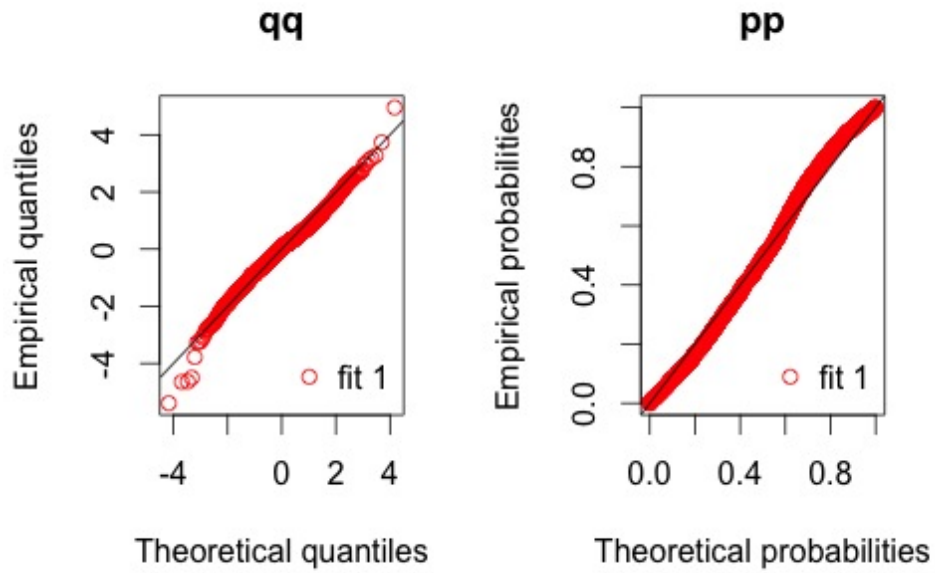 qq
Empirical quantiles
4
2
0
-2
-4
fit 1
-4 0 2 4
Theoretical quantiles
pp
Empirical probabilities
0.8
0.4
0.0
fit 1
0.0 0.4 0.8
Theoretical probabilities